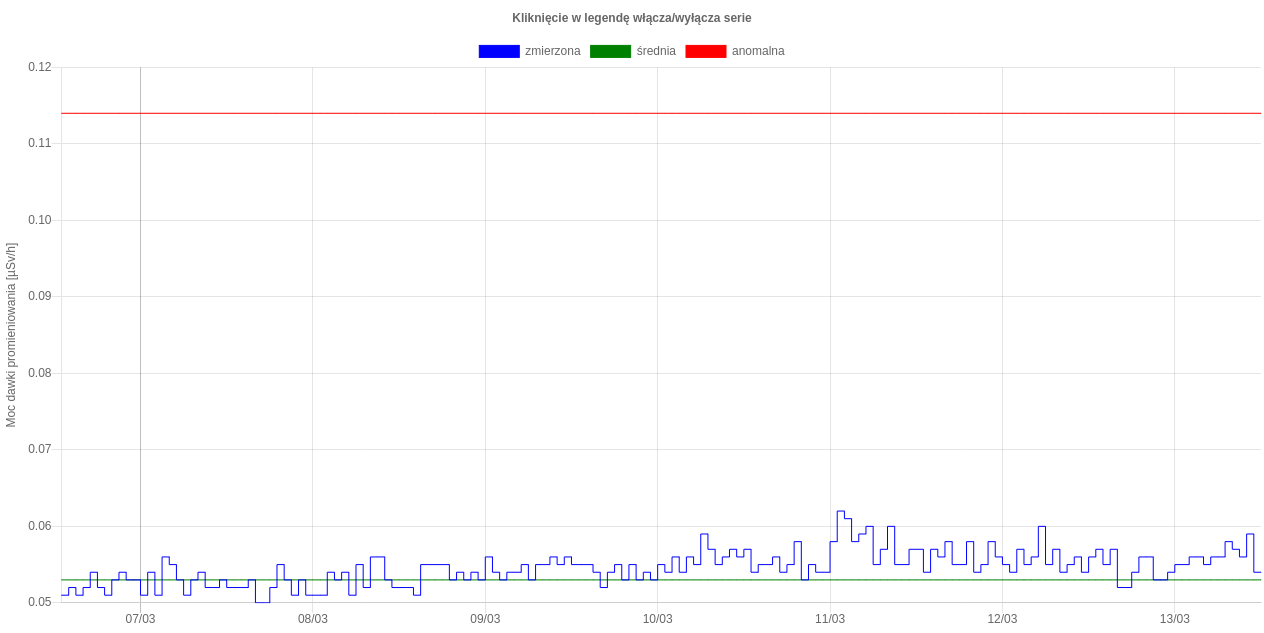 Kliknięcie w legendę włącza/wyłącza serie
zmierzona średnia anomalna
Moc dawki promieniowania [µSv/h]
0.12
0.11
0.10
0.09
0.08
0.07
0.06
0.05
07/03 08/03 09/03 10/03 11/03 12/03 13/03